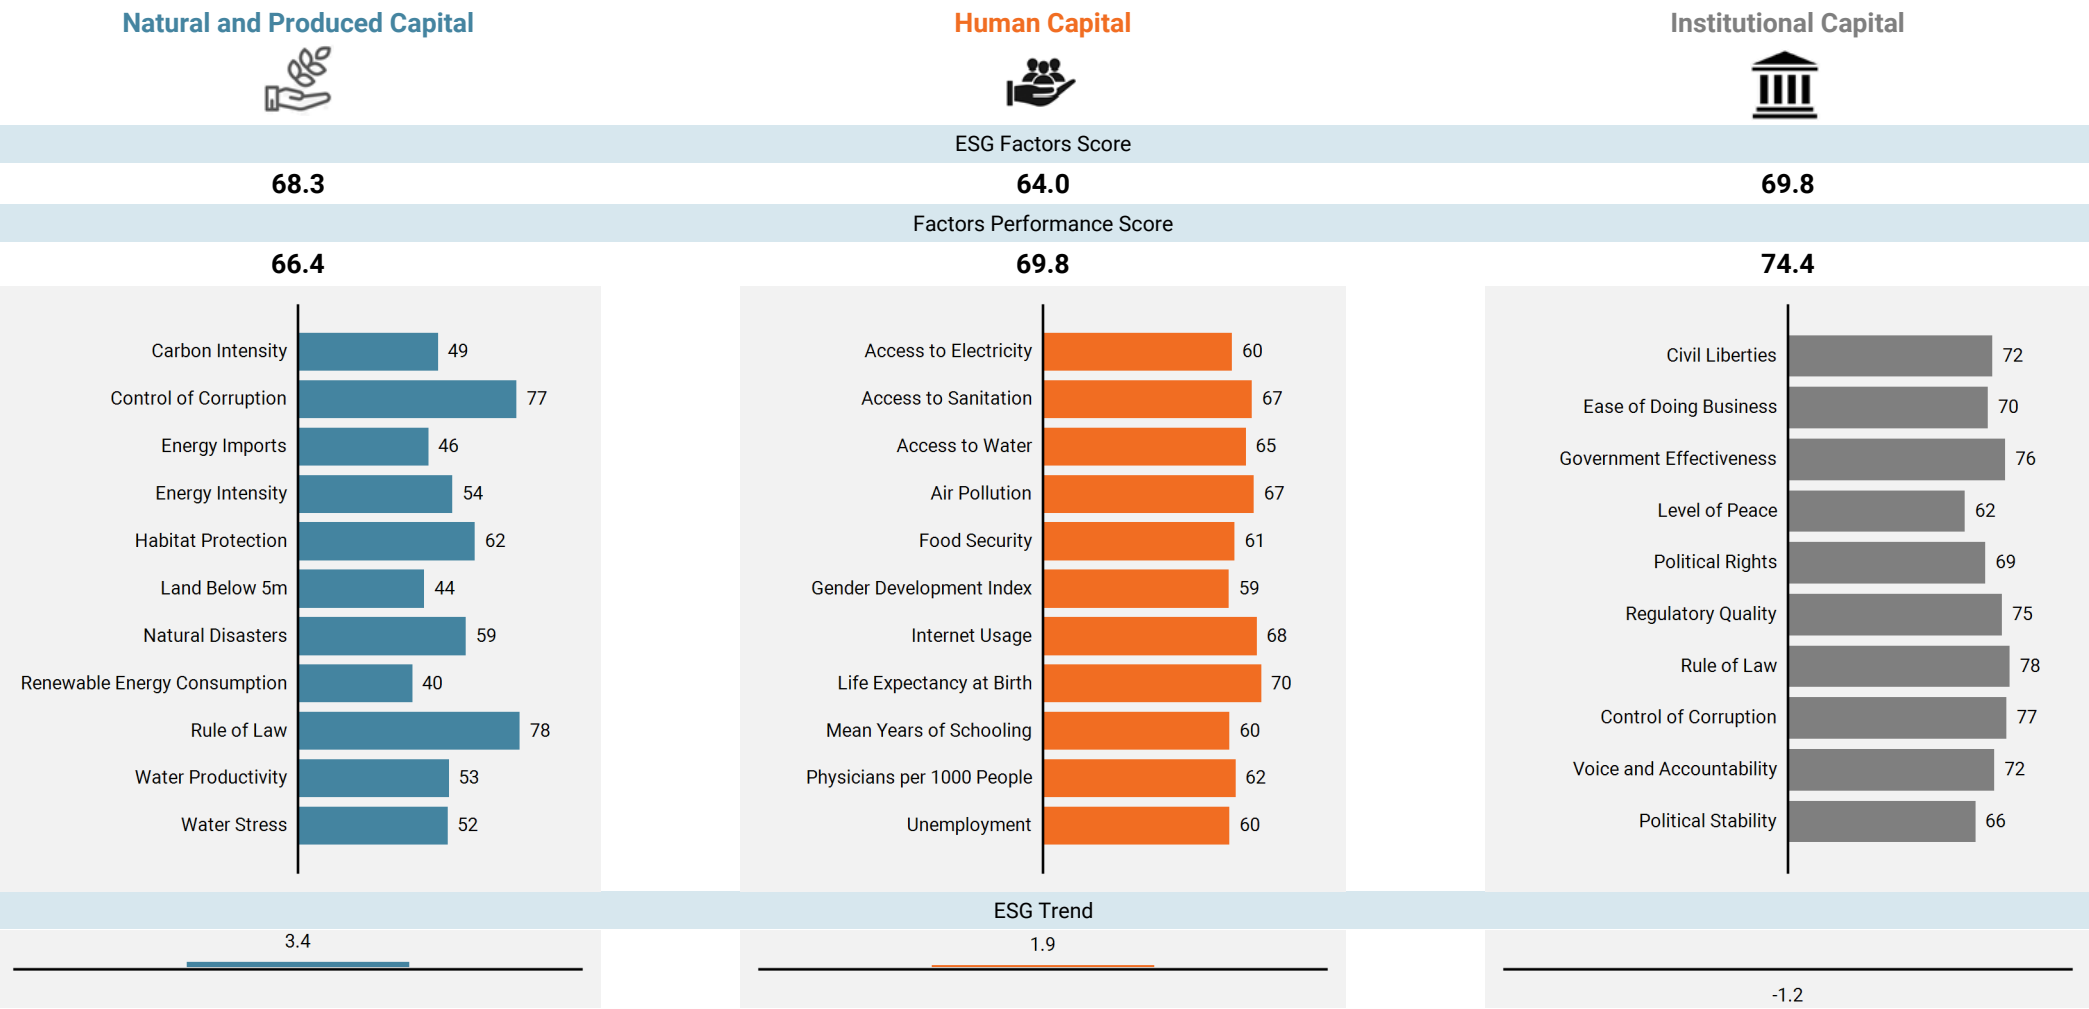 Natural and Produced Capital
Human Capital
Institutional Capital
ESG Factors Score
68.3
64.0
69.8
Factors Performance Score
66.4
69.8
74.4
Carbon Intensity 49
Control of Corruption 77
Energy Imports 46
Energy Intensity 54
Habitat Protection 62
Land Below 5m 44
Natural Disasters 59
Renewable Energy Consumption 40
Rule of Law 78
Water Productivity 53
Water Stress 52
Access to Electricity 60
Access to Sanitation 67
Access to Water 65
Air Pollution 67
Food Security 61
Gender Development Index 59
Internet Usage 68
Life Expectancy at Birth 70
Mean Years of Schooling 60
Physicians per 1000 People 62
Unemployment 60
Civil Liberties 72
Ease of Doing Business 70
Government Effectiveness 76
Level of Peace 62
Political Rights 69
Regulatory Quality 75
Rule of Law 78
Control of Corruption 77
Voice and Accountability 72
Political Stability 66
ESG Trend
3.4
1.9
-1.2